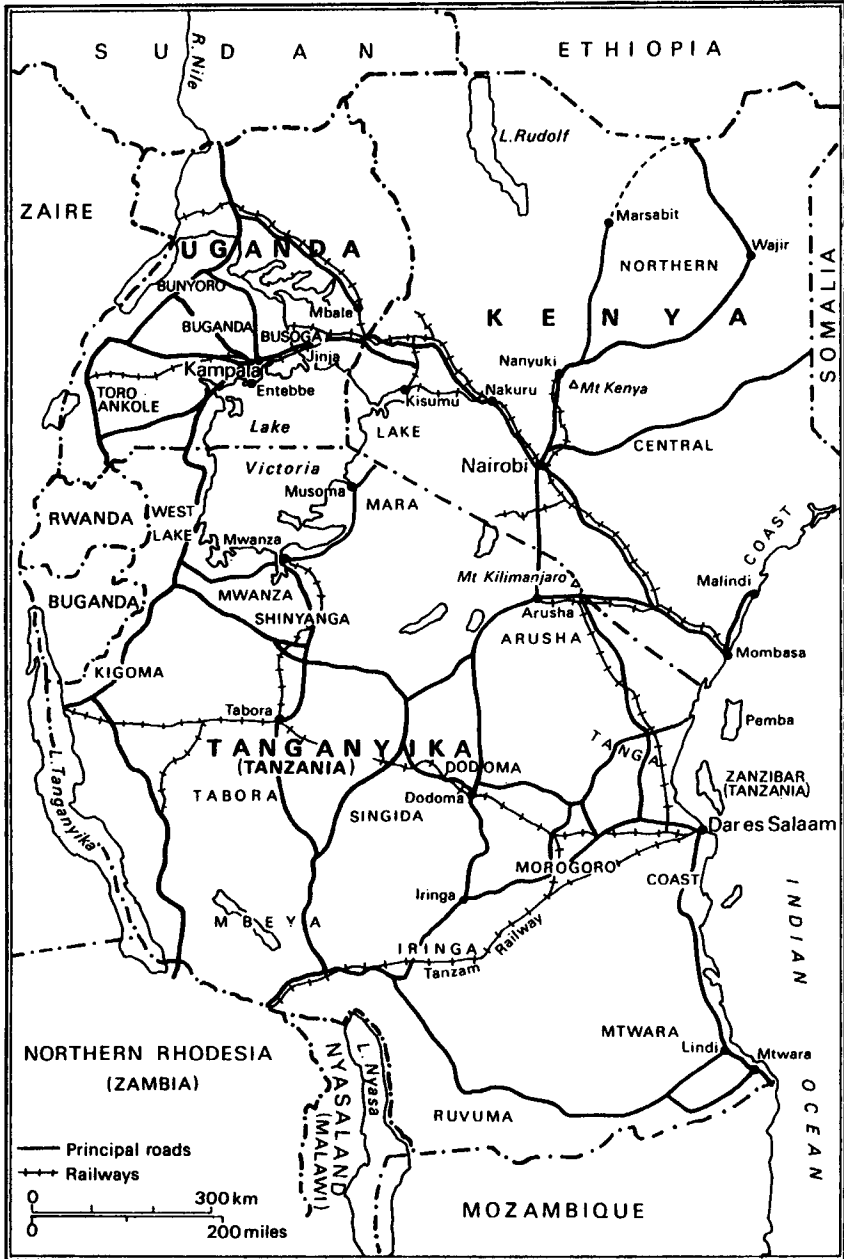 SUDAN
ETHIOPIA
R. Nile
L. Rudolf
ZAIRE
Marsabit
UGANDA
Wajir
NORTHERN
SOMALIA
BUNYORO
Mbale
KENYA
BUGANDA
BUSOGA
Jinja
Nanyuki
Kampala
Mt Kenya
TORO
ANKOLE
Entebbe
Kisumu
Nakuru
Lake
LAKE
CENTRAL
Victoria
Nairobi
Musoma
MARA
RWANDA
WEST
LAKE
COAST
Mwanza
Mt Kilimanjaro
Malindi
BUGANDA
MWANZA
Arusha
SHINYANGA
ARUSHA
Mombasa
KIGOMA
Tabora
Pemba
TANGANYIKA
(TANZANIA)
TANGA
DODOMA
ZANZIBAR
(TANZANIA)
L. Tanganyika
TABORA
Dodoma
SINGIDA
Dar es Salaam
MOROGORO
COAST
Iringa
INDIAN
OCEAN
MBEYA
IRINGA
Tanzam
Railway
MTWARA
Lindi
Mtwara
NORTHERN RHODESIA
(ZAMBIA)
NYASALAND
(MALAWI)
L. Nyasa
RUVUMA
Principal roads
Railways
0 300 km
0 200 miles
MOZAMBIQUE